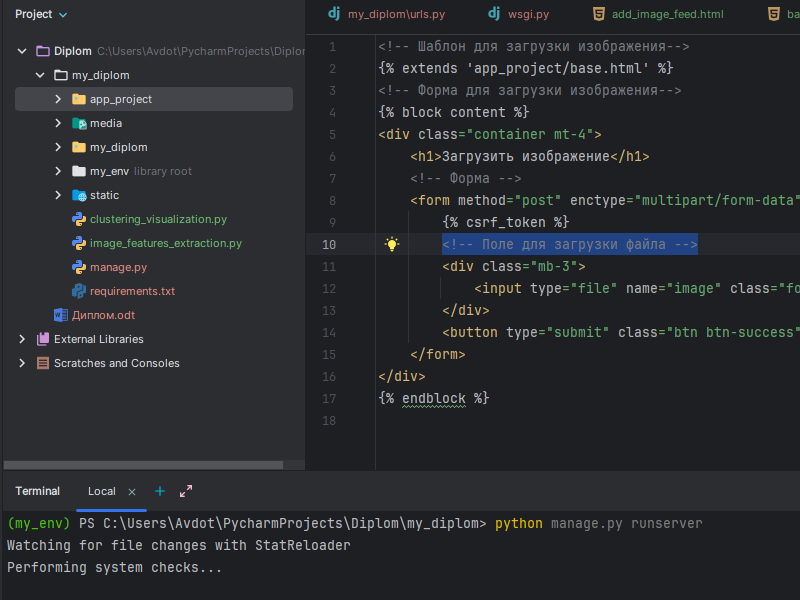 Project
my_diplom\urls.py
wsgi.py
add_image_feed.html
ba
Diplom C:\Users\Avdot\PycharmProjects\Diplon
my_diplom
app_project
media
my_diplom
my_env library root
static
clustering_visualization.py
image_features_extraction.py
manage.py
requirements.txt
Диплом.odt
External Libraries
Scratches and Consoles
1 <!-- Шаблон для загрузки изображения-->
2 {% extends 'app_project/base.html' %}
3 <!-- Форма для загрузки изображения-->
4 {% block content %}
5 <div class="container mt-4">
6 <h1>Загрузить изображение</h1>
7 <!-- Форма -->
8 <form method="post" enctype="multipart/form-data"
9 {% csrf_token %}
10 <!-- Поле для загрузки файла -->
11 <div class="mb-3">
12 <input type="file" name="image" class="fo
13 </div>
14 <button type="submit" class="btn btn-success"
15 </form>
16 </div>
17 {% endblock %}
18
Terminal
Local
(my_env) PS C:\Users\Avdot\PycharmProjects\Diplom\my_diplom> python manage.py runserver
Watching for file changes with StatReloader
Performing system checks...